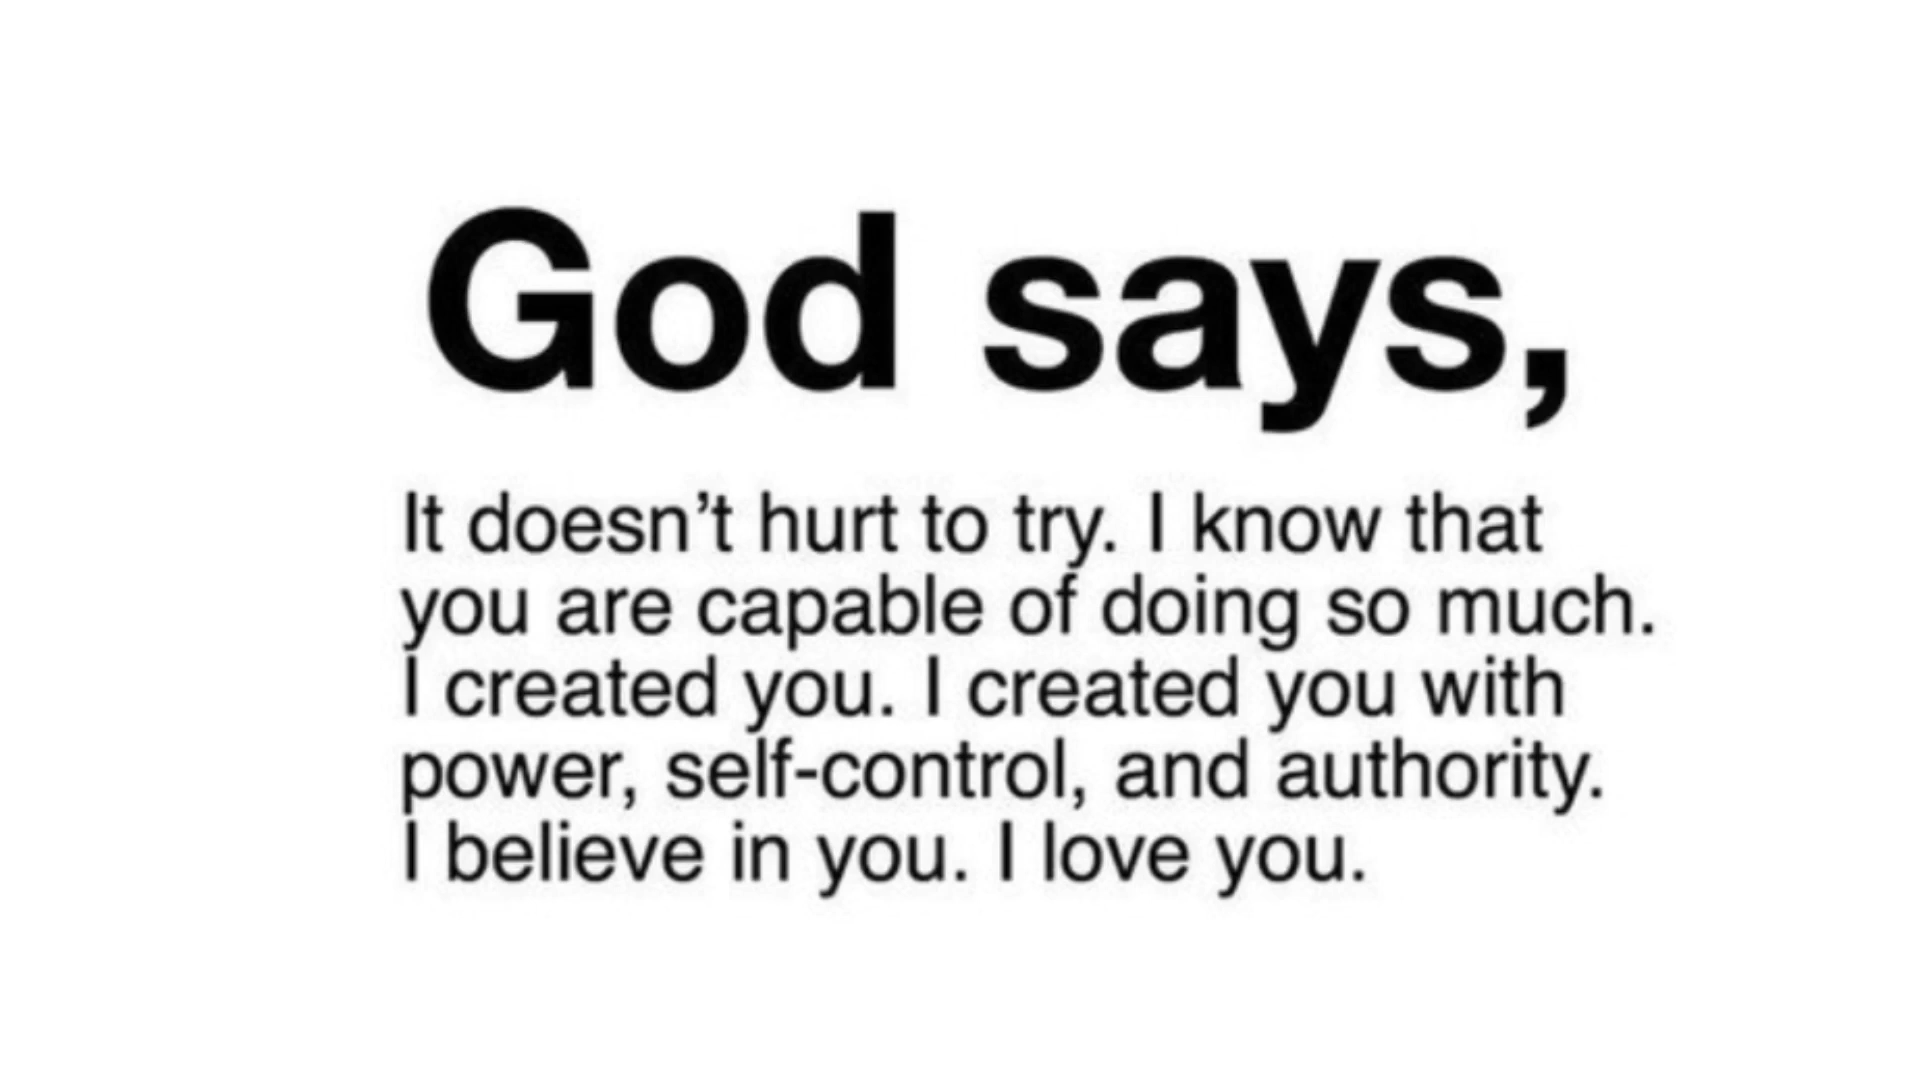 God says,
It doesn’t hurt to try. I know that
you are capable of doing so much.
I created you. I created you with
power, self-control, and authority.
I believe in you. I love you.